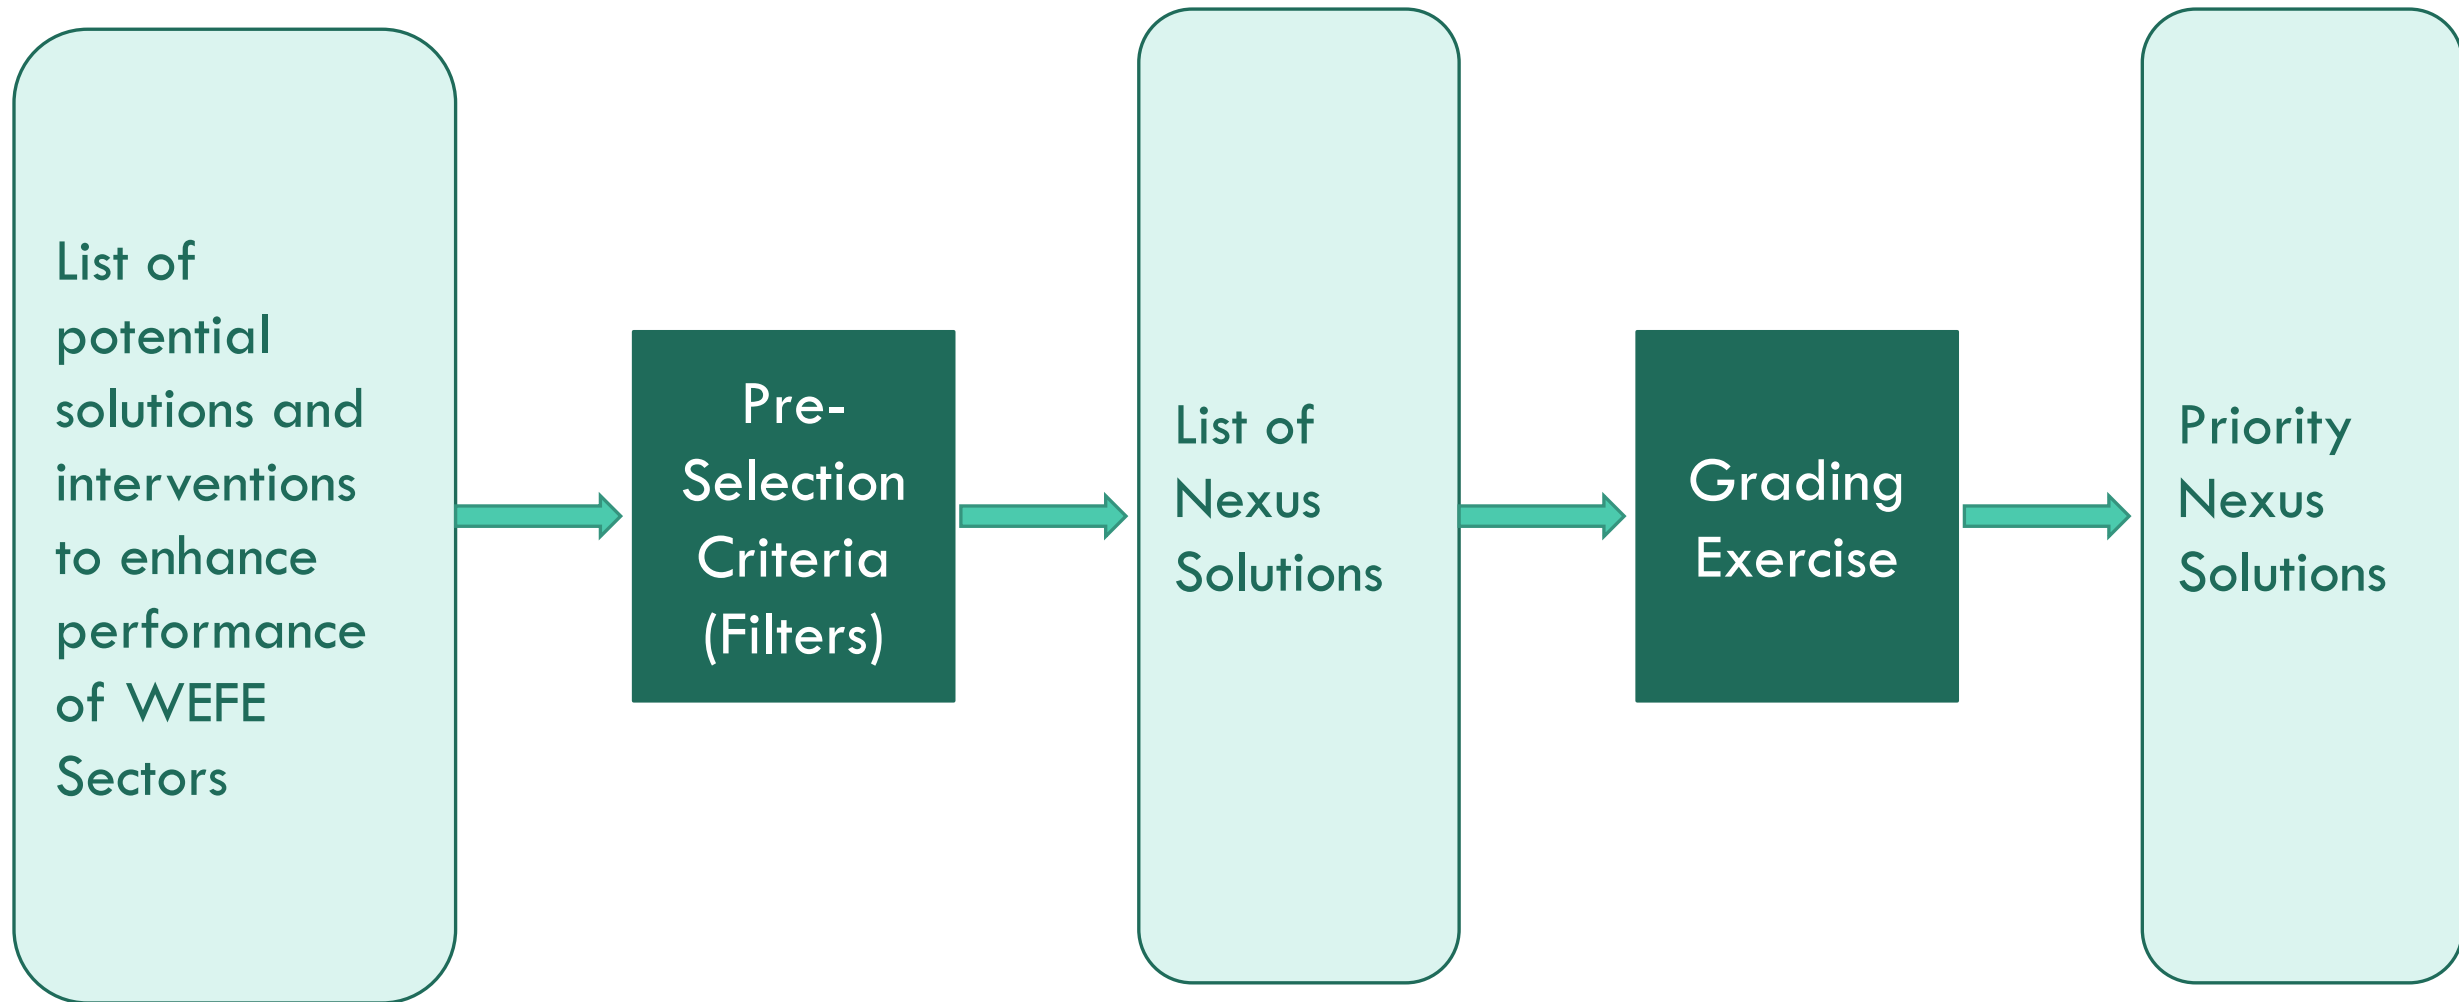 List of
potential
solutions and
interventions
to enhance
performance
of WEFE
Sectors
Pre-
Selection
Criteria
(Filters)
List of
Nexus
Solutions
Grading
Exercise
Priority
Nexus
Solutions